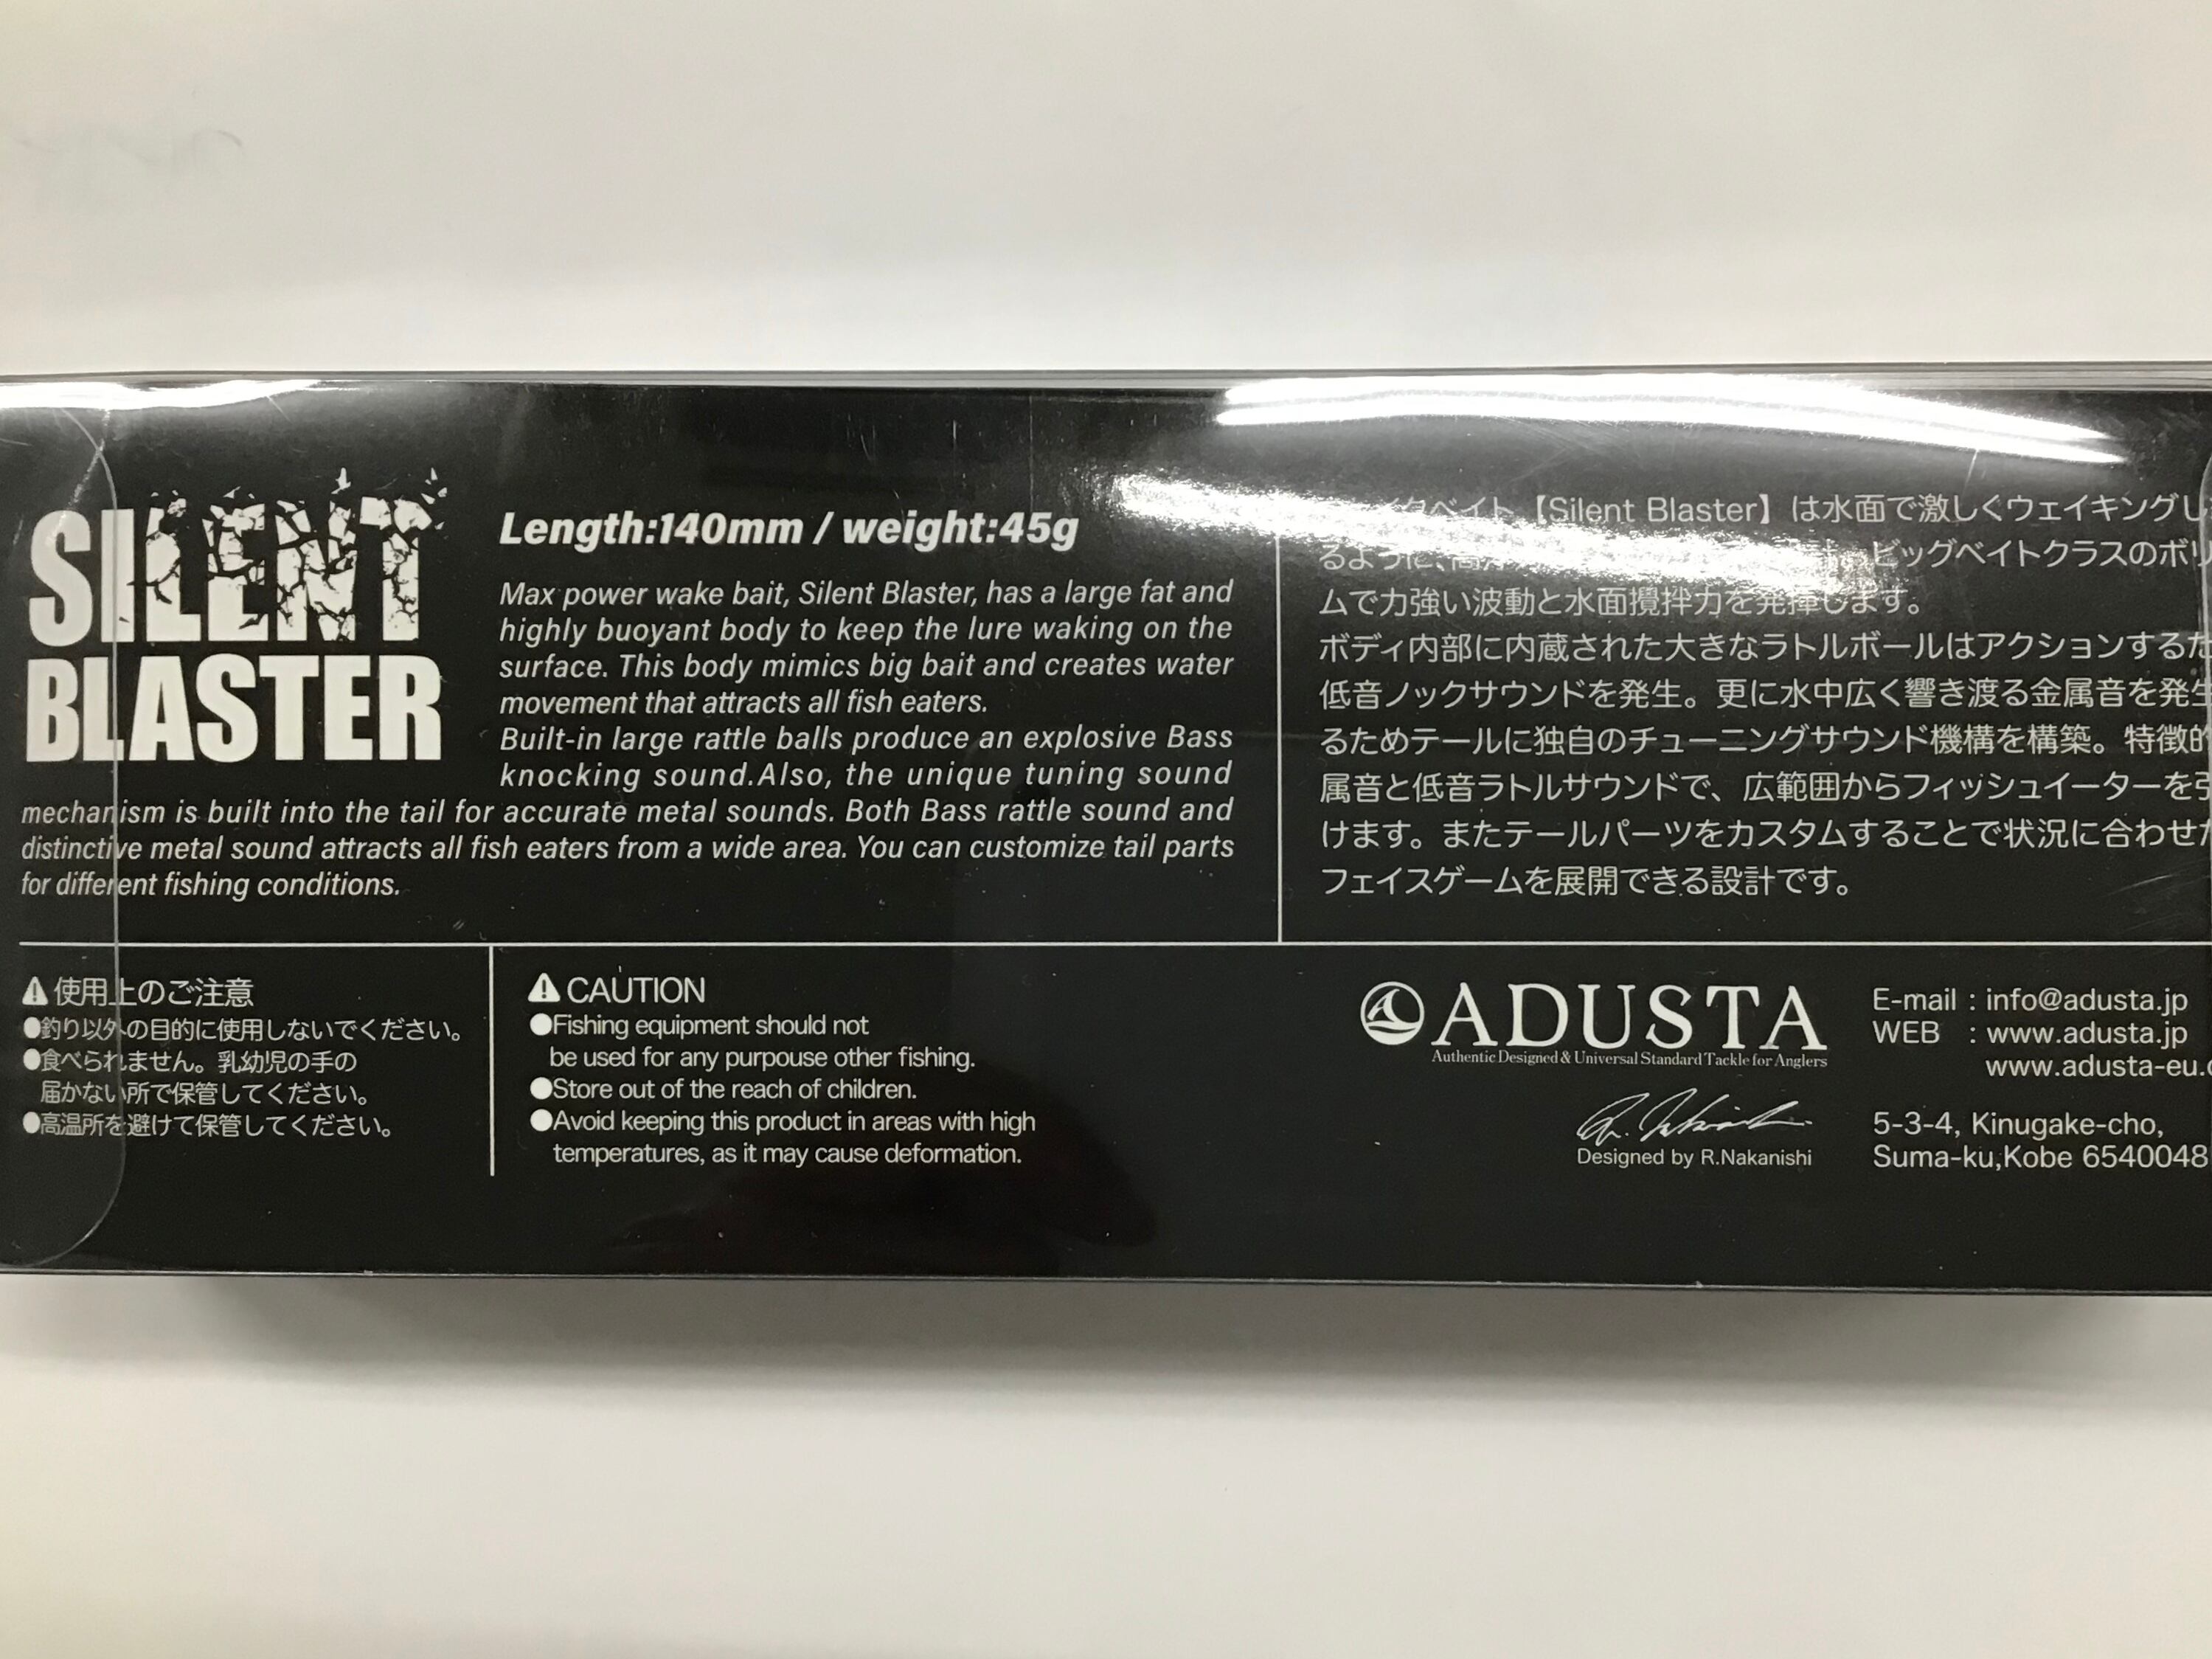 SILENT
BLASTER
Length:140mm / weight:45g
Max power wake bait, Silent Blaster, has a large fat and
highly buoyant body to keep the lure waking on the
surface. This body mimics big bait and creates water
movement that attracts all fish eaters.
Built-in large rattle balls produce an explosive Bass
knocking sound.Also, the unique tuning sound
mechanism is built into the tail for accurate metal sounds. Both Bass rattle sound and
distinctive metal sound attracts all fish eaters from a wide area. You can customize tail parts
for different fishing conditions.
イクベイト【Silent Blaster】は水面で激しくウェイキングし
るように、高 ビッグベイトクラスのボリ
ムで力強い波動と水面攪拌力を発揮します。
ボディ内部に内蔵された大きなラトルボールはアクションするた
低音ノックサウンドを発生。更に水中広く響き渡る金属音を発生
るためテールに独自のチューニングサウンド機構を構築。特徴的
属音と低音ラトルサウンドで、広範囲からフィッシュイーターを引
けます。またテールパーツをカスタムすることで状況に合わせた
フェイスゲームを展開できる設計です。
⚠使用上のご注意
●釣り以外の目的に使用しないでください。
●食べられません。乳幼児の手の
届かない所で保管してください。
●高温所を避けて保管してください。
⚠CAUTION
●Fishing equipment should not
be used for any purpouse other fishing.
●Store out of the reach of children.
●Avoid keeping this product in areas with high
temperatures, as it may cause deformation.
ADUSTA
Authentic Designed & Universal Standard Tackle for Anglers
Designed by R.Nakanishi
E-mail : info@adusta.jp
WEB : www.adusta.jp
www.adusta-eu.
5-3-4, Kinugake-cho,
Suma-ku,Kobe 6540048